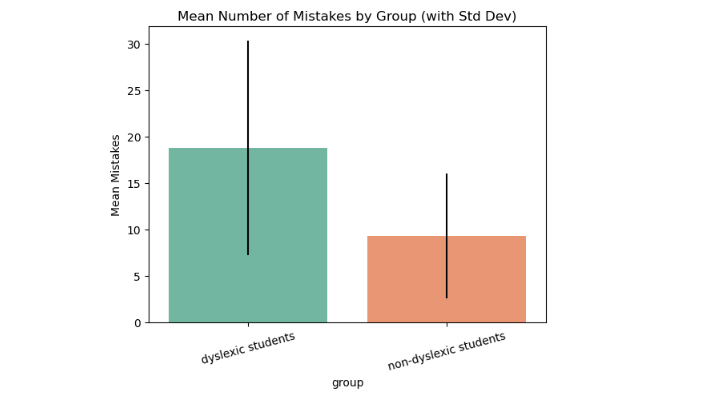 Mean Number of Mistakes by Group (with Std Dev)
Mean Mistakes
30
25
20
15
10
5
0
dyslexic students
non-dyslexic students
group